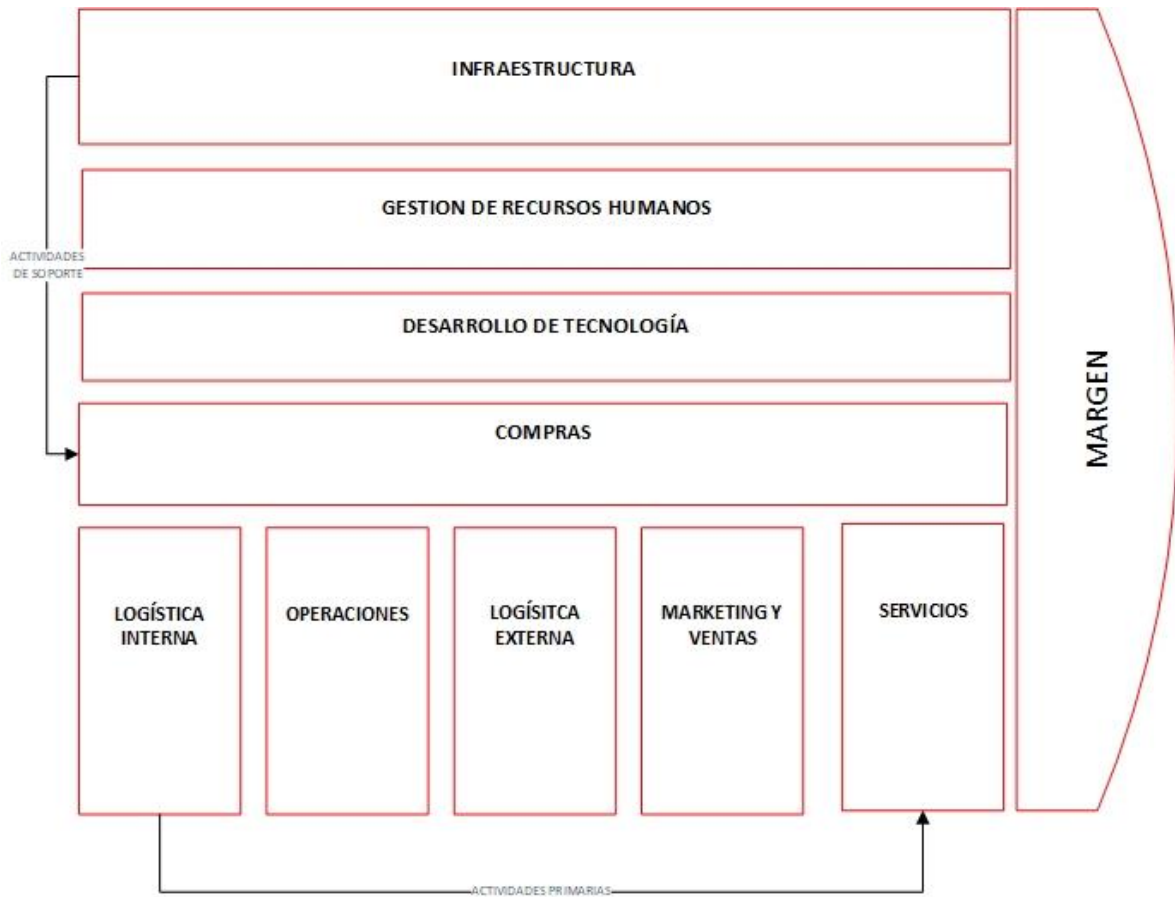 INFRAESTRUCTURA
GESTION DE RECURSOS HUMANOS
ACTIVIDADES
DE SOPORTE
DESARROLLO DE TECNOLOGÍA
COMPRAS
MARGEN
LOGÍSTICA
INTERNA
OPERACIONES
LOGÍSITCA
EXTERNA
MARKETING Y
VENTAS
SERVICIOS
ACTIVIDADES PRIMARIAS